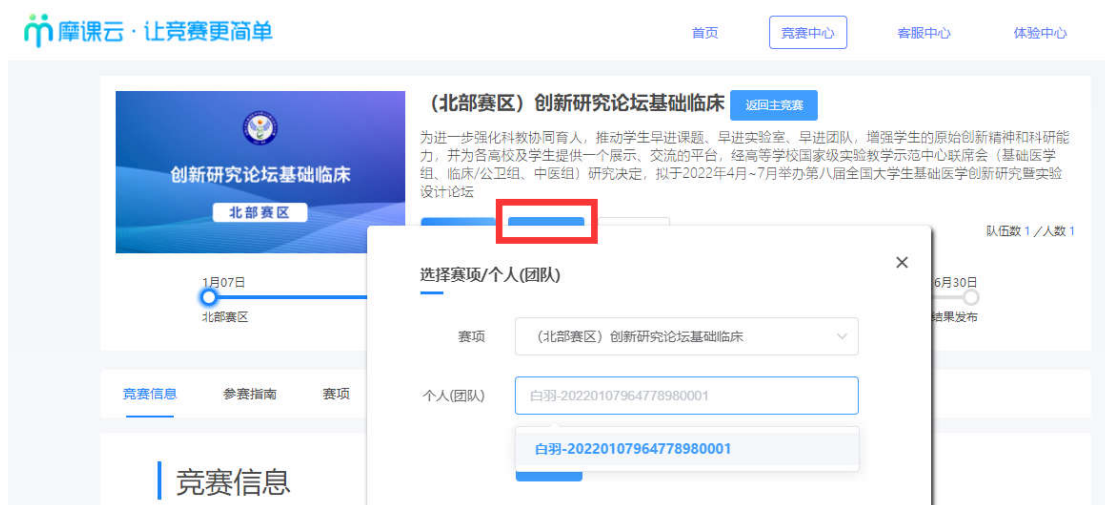 摩课云·让竞赛更简单
首页
竞赛中心
客服中心
体验中心
创新研究论坛基础临床
北部赛区
（北部赛区）创新研究论坛基础临床
返回主竞赛
为进一步强化科教协同育人，推动学生早进课题、早进实验室、早进团队，增强学生的原始创新精神和科研能
力，并为各高校及学生提供一个展示、交流的平台，经高等学校国家级实验教学示范中心联席会（基础医学
组、临床/公卫组、中医组）研究决定，拟于2022年4月~7月举办第八届全国大学生基础医学创新研究暨实验
设计论坛
队伍数 1 ／人数 1
1月07日
北部赛区
6月30日
结果发布
选择赛项/个人(团队)
×
赛项
（北部赛区）创新研究论坛基础临床
个人(团队)
白羽-20220107964778980001
白羽-20220107964778980001
竞赛信息
参赛指南
赛项
竞赛信息